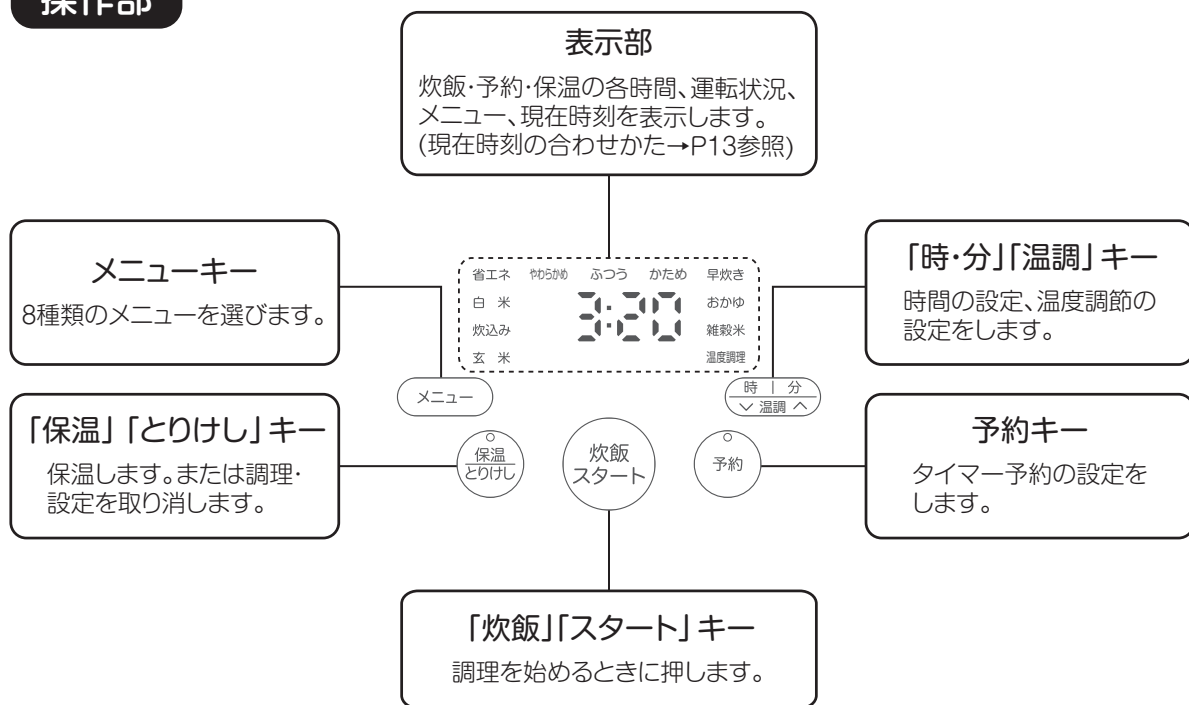 操作部
表示部
炊飯・予約・保温の各時間、運転状況、
メニュー、現在時刻を表示します。
(現在時刻の合わせかた→P13参照)
メニューキー
8種類のメニューを選びます。
「時・分」「温調」キー
時間の設定、温度調節の
設定をします。
省エネ やわらかめ ふつう かため 早炊き
白 米 3:20 おかゆ
炊込み 雑穀米
玄 米 温度調理
メニュー
時 | 分
∨ 温調 ∧
「保温」「とりけし」キー
保温します。または調理・
設定を取り消します。
保温
とりけし
炊飯
スタート
予約
予約キー
タイマー予約の設定を
します。
「炊飯」「スタート」キー
調理を始めるときに押します。